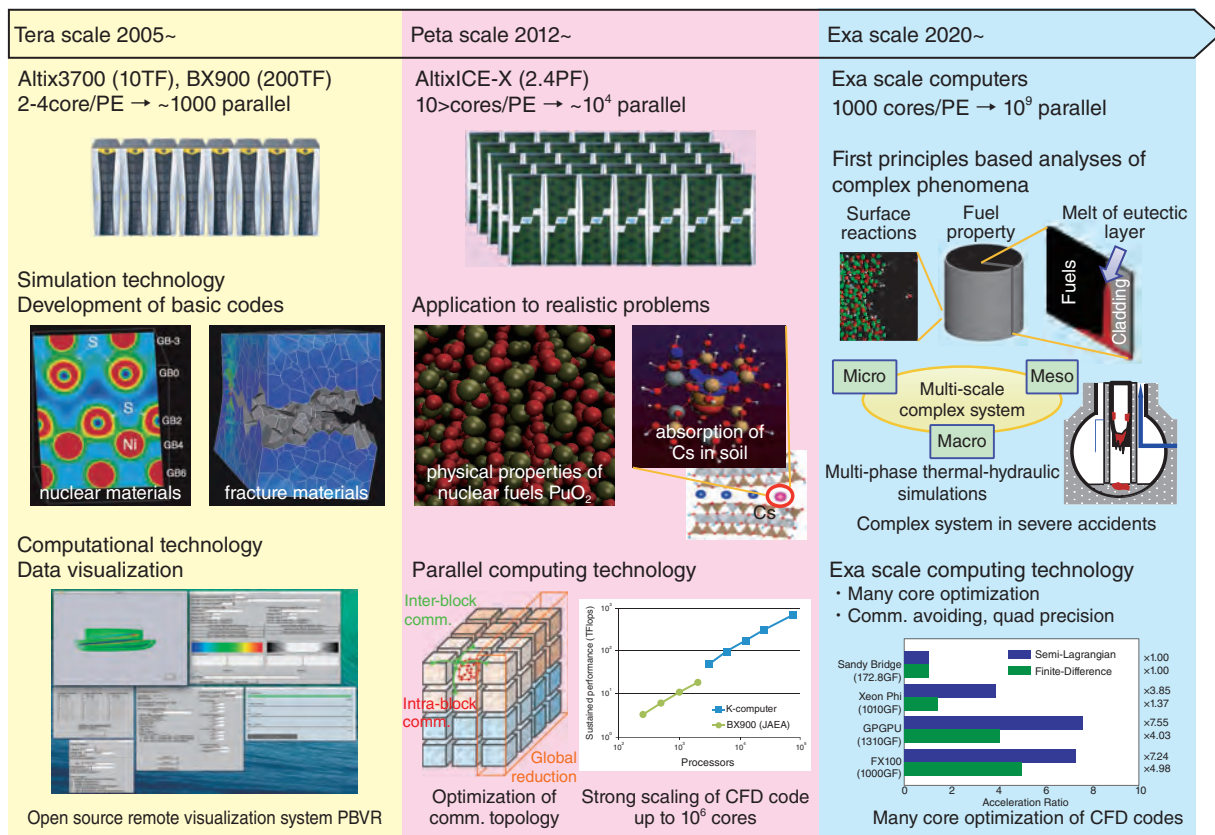 Tera scale 2005~
Altix3700 (10TF), BX900 (200TF)
2-4core/PE → ~1000 parallel
Simulation technology
Development of basic codes
S
GB-3
GB0
S
GB2
Ni
GB4
GB6
nuclear materials
fracture materials
Computational technology
Data visualization
Open source remote visualization system PBVR
Peta scale 2012~
AltixICE-X (2.4PF)
10>cores/PE → ~10⁴ parallel
Application to realistic problems
physical properties of
nuclear fuels PuO₂
absorption of
Cs in soil
Cs
Parallel computing technology
Inter-block
comm.
Intra-block
comm.
Global
reduction
Optimization of
comm. topology
Sustained performance (TFlops)
10³
10²
10¹
10⁰
K-computer
BX900 (JAEA)
10²
10³
10⁴
10⁵
Processors
Strong scaling of CFD code
up to 10⁶ cores
Exa scale 2020~
Exa scale computers
1000 cores/PE → 10⁹ parallel
First principles based analyses of
complex phenomena
Surface
reactions
Fuel
property
Melt of eutectic
layer
Fuels
Cladding
Micro
Meso
Multi-scale
complex system
Macro
Multi-phase thermal-hydraulic
simulations
Complex system in severe accidents
Exa scale computing technology
・Many core optimization
・Comm. avoiding, quad precision
Semi-Lagrangian
Finite-Difference
Sandy Bridge
(172.8GF)
×1.00
×1.00
Xeon Phi
(1010GF)
×3.85
×1.37
GPGPU
(1310GF)
×7.55
×4.03
FX100
(1000GF)
×7.24
×4.98
0 2 4 6 8 10
Acceleration Ratio
Many core optimization of CFD codes